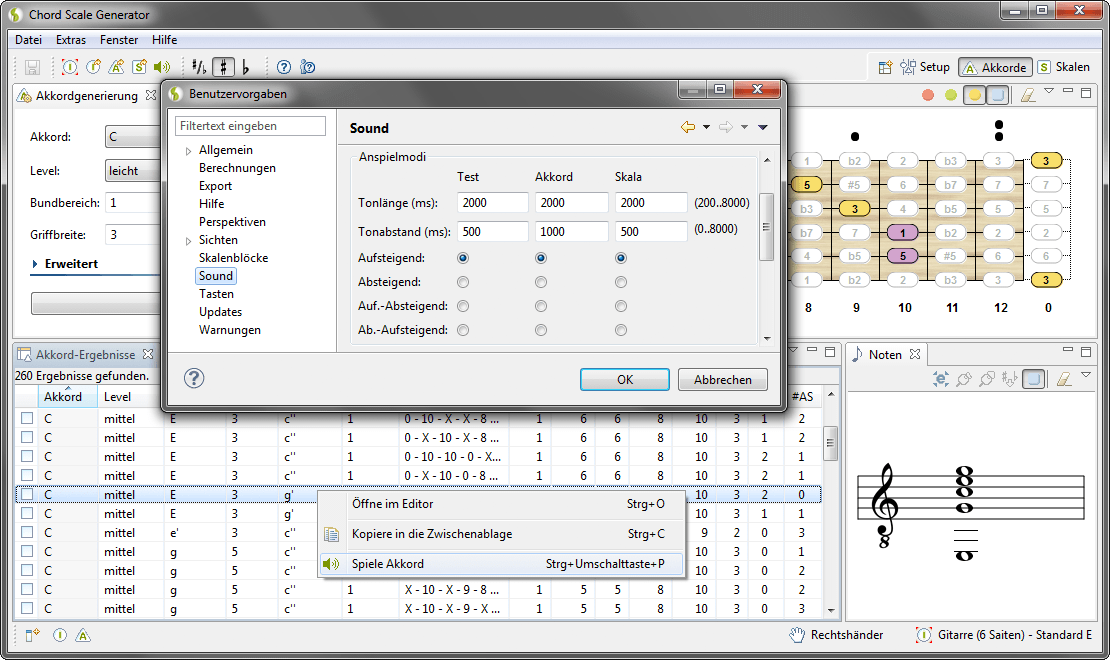 Chord Scale Generator
Datei Extras Fenster Hilfe
Setup Akkorde Skalen
Akkordgenerierung
Akkord: C
Level: leicht
Bundbereich: 1
Griffbreite: 3
Erweitert
Benutzervorgaben
Filtertext eingeben
Allgemein
Berechnungen
Export
Hilfe
Perspektiven
Sichten
Skalenblöcke
Sound
Tasten
Updates
Warnungen
Sound
Anspielmodi
Test Akkord Skala
Tonlänge (ms): 2000 2000 2000 (200..8000)
Tonabstand (ms): 500 1000 500 (0..8000)
Aufsteigend:
Absteigend:
Auf.-Absteigend:
Ab.-Aufsteigend:
OK Abbrechen
1 b2 2 b3 3 3
5 #5 6 b7 7 7
b3 3 4 b5 5 5
b7 7 1 b2 2 2
4 b5 5 #5 6 6
1 b2 2 b3 3 3
8 9 10 11 12 0
Akkord-Ergebnisse
260 Ergebnisse gefunden.
Akkord Level #AS
C mittel E 3 c'' 1 0 - 10 - X - X - 8 ... 1 6 6 8 10 3 1 2
C mittel E 3 c'' 1 0 - X - 10 - X - 8 ... 1 6 6 8 10 3 1 2
C mittel E 3 c'' 1 0 - 10 - 10 - 0 - X... 1 6 6 8 10 3 2 1
C mittel E 3 c'' 1 0 - X - 10 - 0 - 8 ... 1 6 6 8 10 3 2 1
C mittel E 3 g' 10 3 2 0
C mittel E 3 g' 10 3 1 1
C mittel e' 3 c'' 9 2 0 3
C mittel g 5 c'' 10 3 0 1
C mittel g 5 c'' 10 3 0 2
C mittel g 5 c'' 1 X - 10 - X - 9 - 8 ... 1 5 5 8 10 3 0 2
C mittel g 5 c'' 1 X - 10 - X - 9 - X ... 1 5 5 8 10 3 0 3
Öffne im Editor Strg+O
Kopiere in die Zwischenablage Strg+C
Spiele Akkord Strg+Umschalttaste+P
Noten
8
Rechtshänder Gitarre (6 Saiten) - Standard E